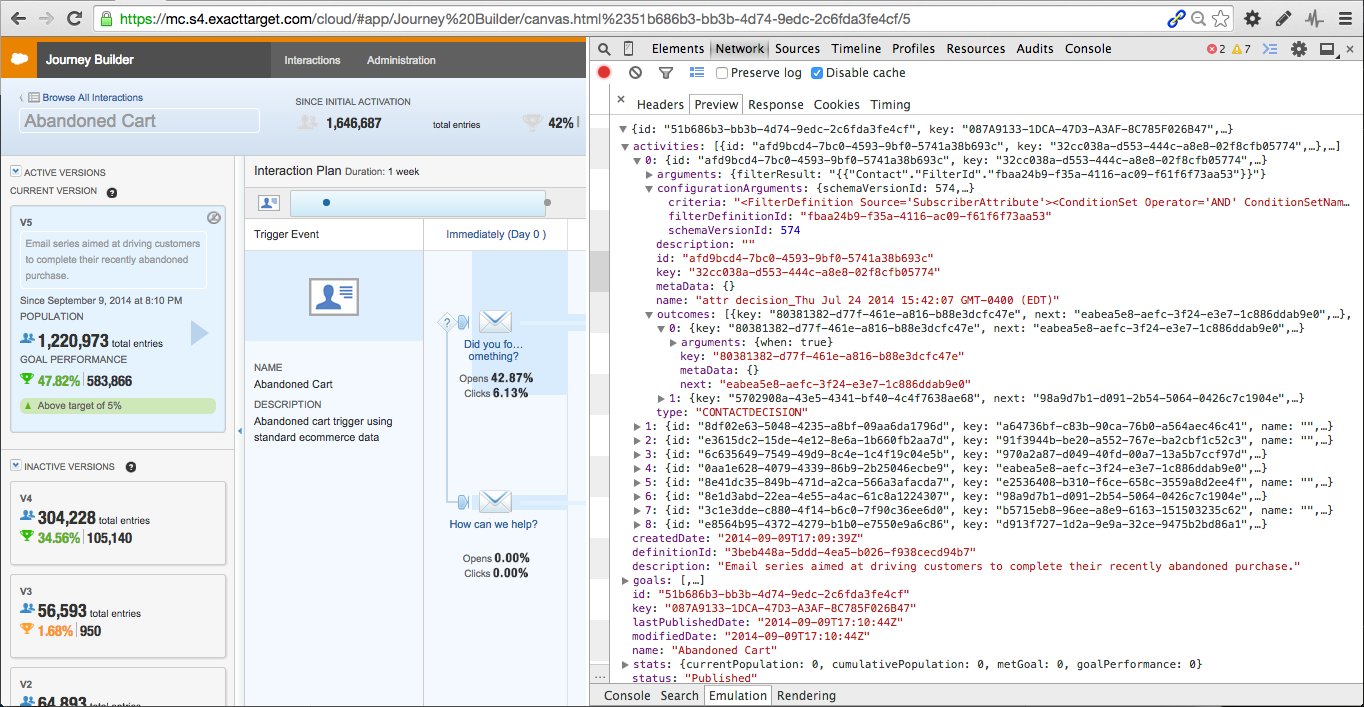 https://mc.s4.exacttarget.com/cloud/#app/Journey%20Builder/canvas.html%2351b686b3-bb3b-4d74-9edc-2c6fda3fe4cf/5
Journey Builder
Interactions
Administration
Browse All Interactions
Abandoned Cart
SINCE INITIAL ACTIVATION
1,646,687
total entries
42%
ACTIVE VERSIONS
CURRENT VERSION ?
V5
Email series aimed at driving customers
to complete their recently abandoned
purchase.
Since September 9, 2014 at 8:10 PM
POPULATION
1,220,973 total entries
GOAL PERFORMANCE
47.82% 583,866
Above target of 5%
INACTIVE VERSIONS ?
V4
304,228 total entries
34.56% 105,140
V3
56,593 total entries
1.68% 950
V2
64,893 total entries
Interaction Plan Duration: 1 week
Trigger Event
Immediately (Day 0 )
NAME
Abandoned Cart
DESCRIPTION
Abandoned cart trigger using
standard ecommerce data
?
Did you fo…
omething?
Opens 42.87%
Clicks 6.13%
How can we help?
Opens 0.00%
Clicks 0.00%
Elements Network Sources Timeline Profiles Resources Audits Console
2 7
Preserve log Disable cache
× Headers Preview Response Cookies Timing
{id: "51b686b3-bb3b-4d74-9edc-2c6fda3fe4cf", key: "087A9133-1DCA-47D3-A3AF-8C785F026B47",…}
activities: [{id: "afd9bcd4-7bc0-4593-9bf0-5741a38b693c", key: "32cc038a-d553-444c-a8e8-02f8cfb05774",…},…]
0: {id: "afd9bcd4-7bc0-4593-9bf0-5741a38b693c", key: "32cc038a-d553-444c-a8e8-02f8cfb05774",…}
arguments: {filterResult: "{{"Contact"."FilterId"."fbaa24b9-f35a-4116-ac09-f61f6f73aa53"}}"}
configurationArguments: {schemaVersionId: 574,…}
criteria: "<FilterDefinition Source='SubscriberAttribute'><ConditionSet Operator='AND' ConditionSetNam…
filterDefinitionId: "fbaa24b9-f35a-4116-ac09-f61f6f73aa53"
schemaVersionId: 574
description: ""
id: "afd9bcd4-7bc0-4593-9bf0-5741a38b693c"
key: "32cc038a-d553-444c-a8e8-02f8cfb05774"
metaData: {}
name: "attr decision_Thu Jul 24 2014 15:42:07 GMT-0400 (EDT)"
outcomes: [{key: "80381382-d77f-461e-a816-b88e3dcfc47e", next: "eabea5e8-aefc-3f24-e3e7-1c886ddab9e0",…},
0: {key: "80381382-d77f-461e-a816-b88e3dcfc47e", next: "eabea5e8-aefc-3f24-e3e7-1c886ddab9e0",…}
arguments: {when: true}
key: "80381382-d77f-461e-a816-b88e3dcfc47e"
metaData: {}
next: "eabea5e8-aefc-3f24-e3e7-1c886ddab9e0"
1: {key: "5702908a-43e5-4341-bf40-4c4f7638ae68", next: "98a9d7b1-d091-2b54-5064-0426c7c1904e",…}
type: "CONTACTDECISION"
1: {id: "8df02e63-5048-4235-a8bf-09aa6da1796d", key: "a64736bf-c83b-90ca-76b0-a564aec46c41", name: "",…}
2: {id: "e3615dc2-15de-4e12-8e6a-1b660fb2aa7d", key: "91f3944b-be20-a552-767e-ba2cbf1c52c3", name: "",…}
3: {id: "6c635649-7549-49d9-8c4e-1c4f19c04e5b", key: "970a2a87-d049-40fd-00a7-13a5b7ccf97d",…}
4: {id: "0aa1e628-4079-4339-86b9-2b25046ecbe9", key: "eabea5e8-aefc-3f24-e3e7-1c886ddab9e0",…}
5: {id: "8e41dc35-849b-471d-a2ca-566a3afacda7", key: "e2536408-b310-f6ce-658c-3559a8d2ee4f", name: "",…}
6: {id: "8e1d3abd-22ea-4e55-a4ac-61c8a1224307", key: "98a9d7b1-d091-2b54-5064-0426c7c1904e",…}
7: {id: "3c1e3dde-c880-4f14-b6c0-7f90c36ee6d0", key: "b5715eb8-96ee-a8e9-6163-151503235c62", name: "",…}
8: {id: "e8564b95-4372-4279-b1b0-e7550e9a6c86", key: "d913f727-1d2a-9e9a-32ce-9475b2bd86a1",…}
createdDate: "2014-09-09T17:09:39Z"
definitionId: "3beb448a-5ddd-4ea5-b026-f938cecd94b7"
description: "Email series aimed at driving customers to complete their recently abandoned purchase."
goals: [,…]
id: "51b686b3-bb3b-4d74-9edc-2c6fda3fe4cf"
key: "087A9133-1DCA-47D3-A3AF-8C785F026B47"
lastPublishedDate: "2014-09-09T17:10:44Z"
modifiedDate: "2014-09-09T17:10:44Z"
name: "Abandoned Cart"
stats: {currentPopulation: 0, cumulativePopulation: 0, metGoal: 0, goalPerformance: 0}
status: "Published"
…
Console Search Emulation Rendering